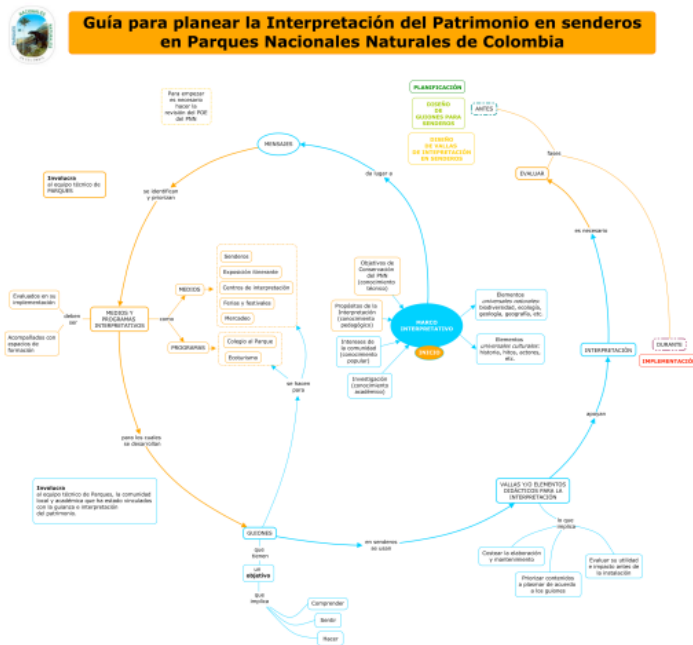 Guía para planear la Interpretación del Patrimonio en senderos
en Parques Nacionales Naturales de Colombia
Para empezar
es necesario
hacer la
revisión del POE
del PNN
PLANIFICACIÓN
DISEÑO
DE
GUIONES PARA
SENDEROS
DISEÑO
DE VALLAS
DE INTERPRETACIÓN
EN SENDEROS
ANTES
fases
EVALUAR
es necesario
MENSAJES
da lugar a
se identifican
y priorizan
Involucra
al equipo técnico de
PARQUES
Senderos
Exposición itinerante
Centros de interpretación
Ferias y festivales
Mercadeo
MEDIOS
PROGRAMAS
Colegio al Parque
Ecoturismo
como
MEDIOS Y
PROGRAMAS
INTERPRETATIVOS
deben
ser
Evaluados en su
implementación
Acompañados con
espacios de
formación
Objetivos de
Conservación
del PNN
(conocimiento
técnico)
Propósitos de la
Interpretación
(conocimiento
pedagógico)
Intereses de
la comunidad
(conocimiento
popular)
Investigación
(conocimiento
académico)
MARCO
INTERPRETATIVO
INICIO
Elementos
universales naturales:
biodiversidad, ecología,
geología, geografía, etc.
Elementos
universales culturales:
historia, hitos, actores,
etc.
INTERPRETACIÓN
DURANTE
IMPLEMENTACIÓN
se hacen
para
apoyan
para los cuales
se desarrollan
Involucra
al equipo técnico de Parques, la comunidad
local y académica que ha estado vinculada
con la guianza e interpretación
del patrimonio.
VALLAS Y/O ELEMENTOS
DIDÁCTICOS PARA LA
INTERPRETACIÓN
lo que
implica
Costear la elaboración
y mantenimiento
Priorizar contenidos
a plasmar de acuerdo
a los guiones
Evaluar su utilidad
e impacto antes de
la instalación
GUIONES
en senderos
se usan
que
tienen
un
objetivo
que
implica
Comprender
Sentir
Hacer